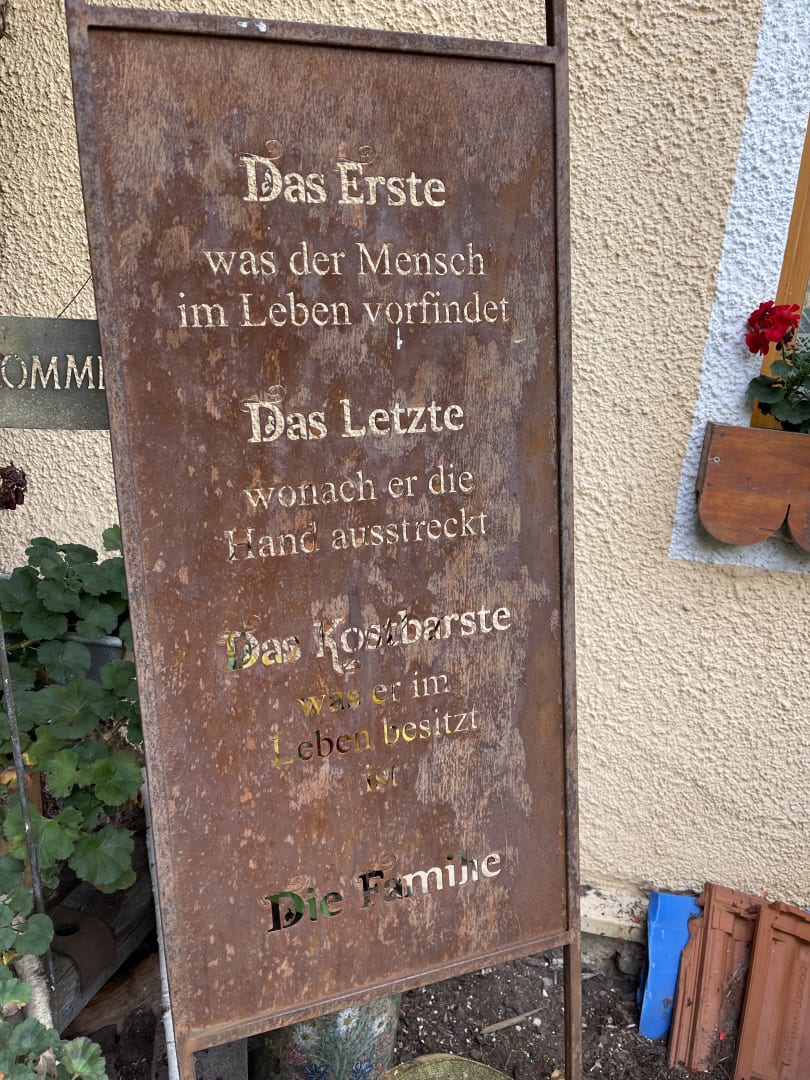 Das Erste
was der Mensch
im Leben vorfindet
Das Letzte
wonach er die
Hand ausstreckt
Das Kostbarste
was er im
Leben besitzt
ist
Die Familie